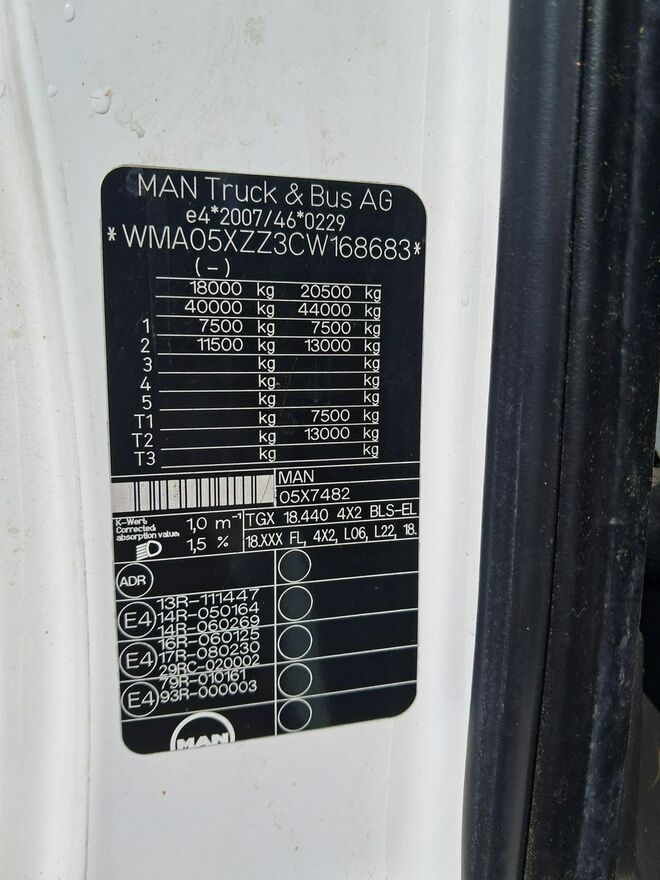 MAN Truck & Bus AG
e4*2007/46*0229
*WMA05XZZ3CW168683*
(-)
18000 kg 20500 kg
40000 kg 44000 kg
1 7500 kg 7500 kg
2 11500 kg 13000 kg
3 kg kg
4 kg kg
5 kg kg
T1 kg 7500 kg
T2 kg 13000 kg
T3 kg kg
MAN
05X7482
K-Wert
Corrected
absorption value
1,0 m⁻¹
TGX 18.440 4X2 BLS-EL
1,5 %
18.XXX FL, 4X2, L06, L22, 18.
ADR
13R-111447
E4 14R-050164
14R-060269
16R-060125
E4 17R-080230
29RC-020002
79R-010161
E4 93R-000003
MAN